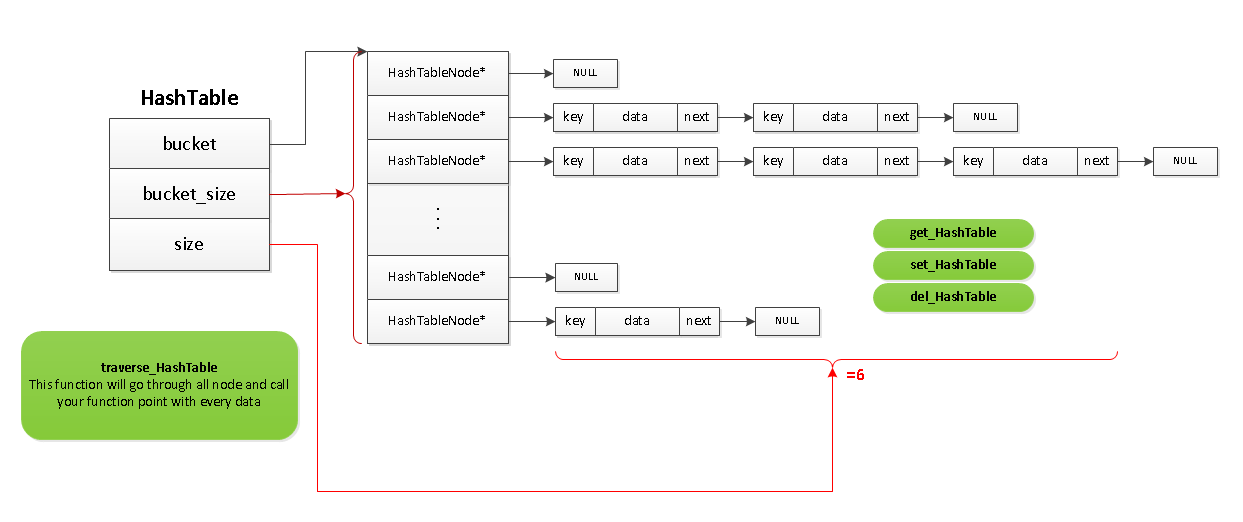 HashTable
bucket
bucket_size
size
HashTableNode*
NULL
HashTableNode*
key data next
key data next
NULL
HashTableNode*
key data next
key data next
key data next
NULL
⋮
HashTableNode*
NULL
HashTableNode*
key data next
NULL
get_HashTable
set_HashTable
del_HashTable
=6
traverse_HashTable
This function will go through all node and call
your function point with every data